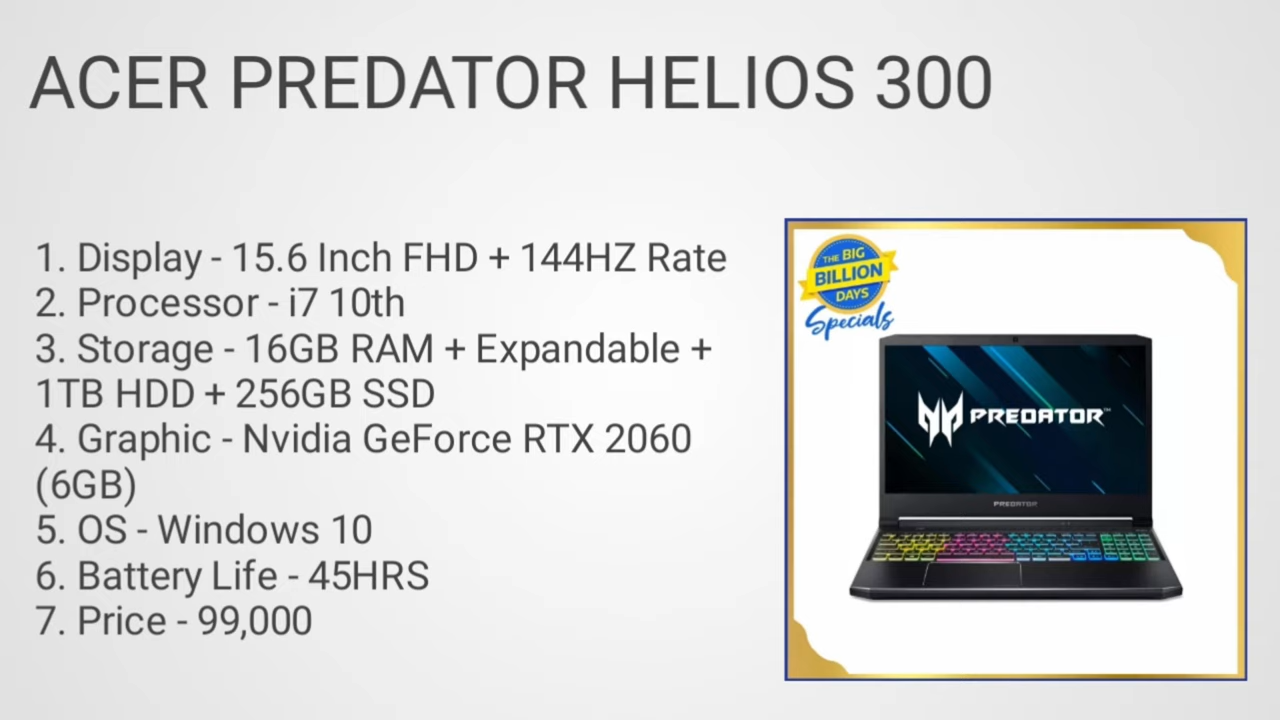 ACER PREDATOR HELIOS 300
1. Display - 15.6 Inch FHD + 144HZ Rate
2. Processor - i7 10th
3. Storage - 16GB RAM + Expandable +
1TB HDD + 256GB SSD
4. Graphic - Nvidia GeForce RTX 2060
(6GB)
5. OS - Windows 10
6. Battery Life - 45HRS
7. Price - 99,000
THE BIG
BILLION
DAYS
Specials
PREDATOR™
PREDATOR